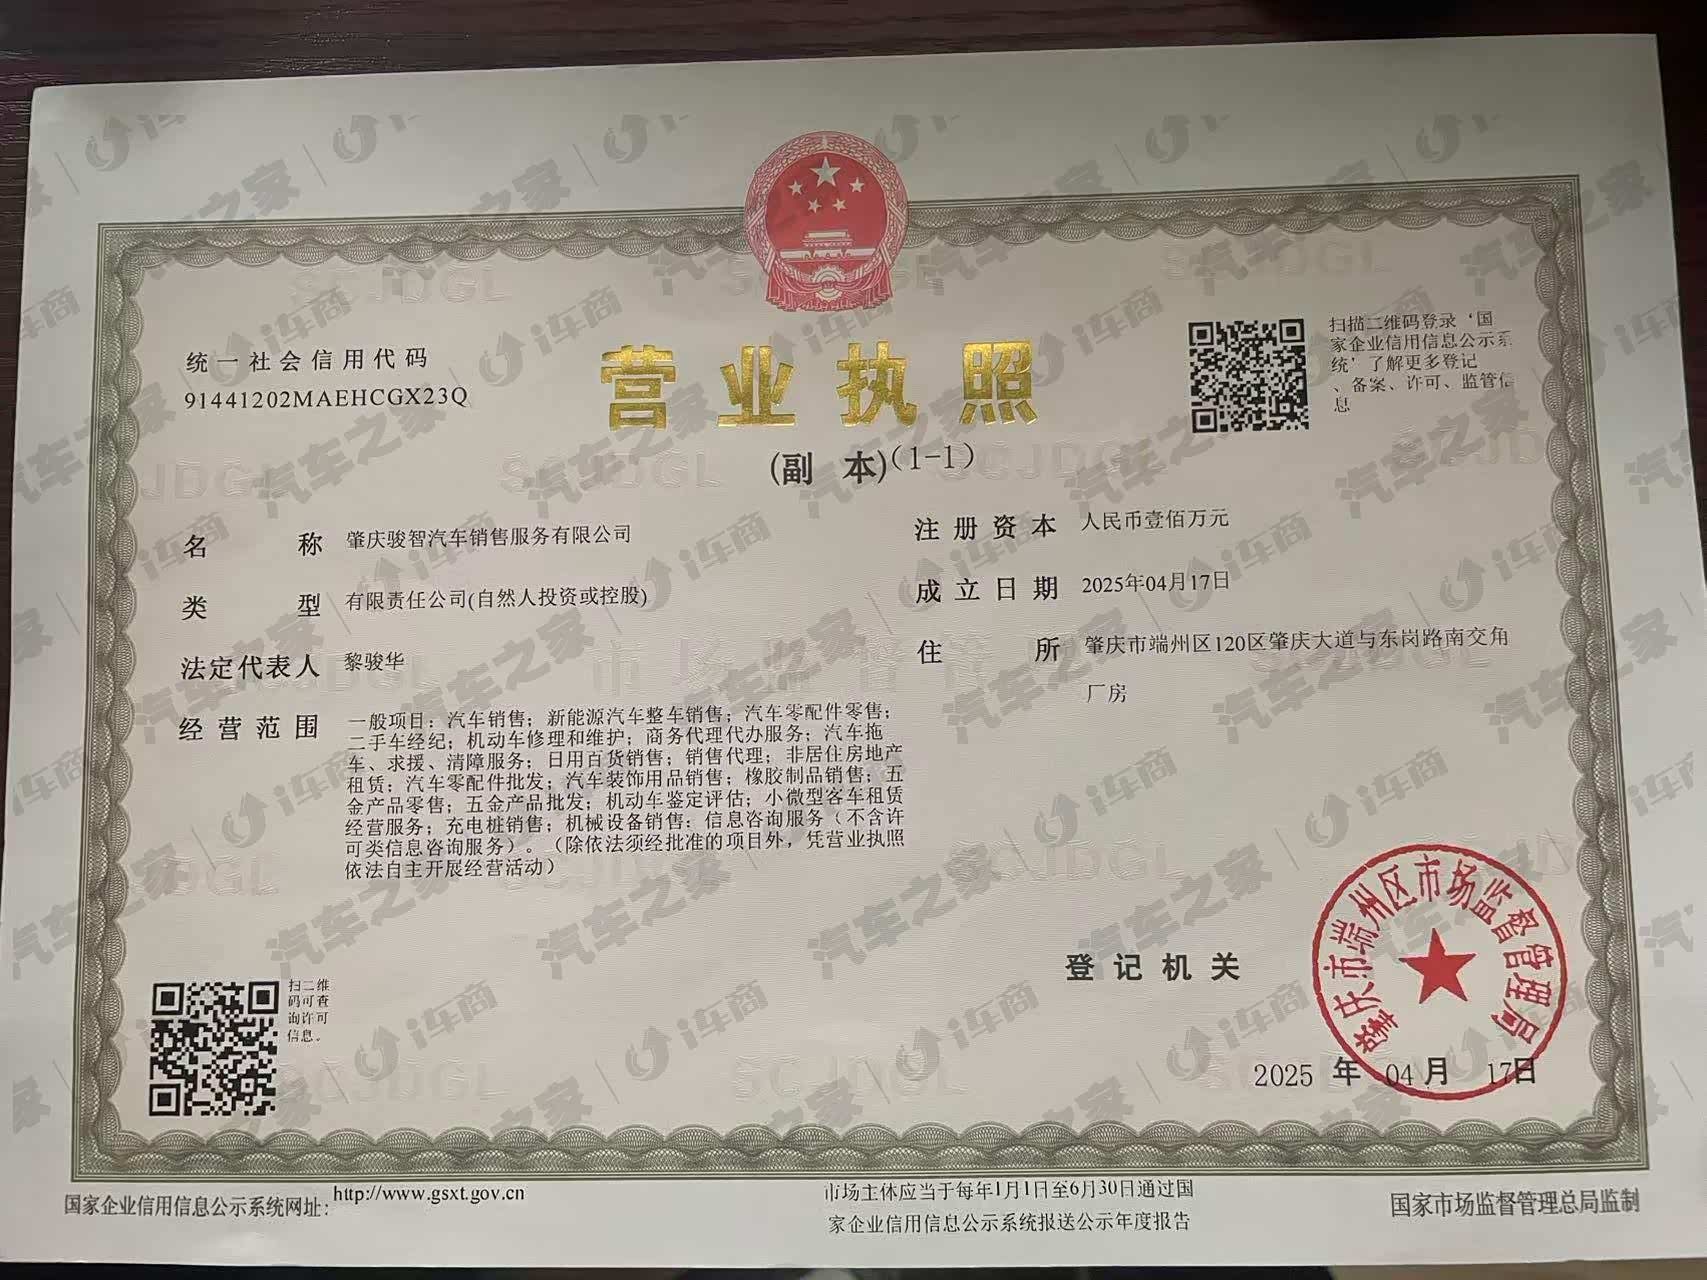 统一社会信用代码
91441202MAEHCGX23Q
营业执照
(副 本)(1-1)
扫描二维码登录‘国
家企业信用信息公示系
统’了解更多登记
、备案、许可、监管信
息
名 称 肇庆骏智汽车销售服务有限公司
类 型 有限责任公司(自然人投资或控股)
法定代表人 黎骏华
经营范围 一般项目：汽车销售；新能源汽车整车销售；汽车零配件零售；
二手车经纪；机动车修理和维护；商务代理代办服务；汽车拖
车、求援、清障服务；日用百货销售；销售代理；非居住房地产
租赁；汽车零配件批发；汽车装饰用品销售；橡胶制品销售；五
金产品零售；五金产品批发；机动车鉴定评估；小微型客车租赁
经营服务；充电桩销售；机械设备销售；信息咨询服务（不含许
可类信息咨询服务）。（除依法须经批准的项目外，凭营业执照
依法自主开展经营活动）
注册资本 人民币壹佰万元
成立日期 2025年04月17日
住 所 肇庆市端州区120区肇庆大道与东岗路南交角
厂房
扫二维
码可查
询许可
信息。
登记机关
肇庆市端州区市场监督管理局
2025 年 04 月 17日
国家企业信用信息公示系统网址：http://www.gsxt.gov.cn
市场主体应当于每年1月1日至6月30日通过国
家企业信用信息公示系统报送公示年度报告
国家市场监督管理总局监制
汽车之家 | i车商
SCJDGL